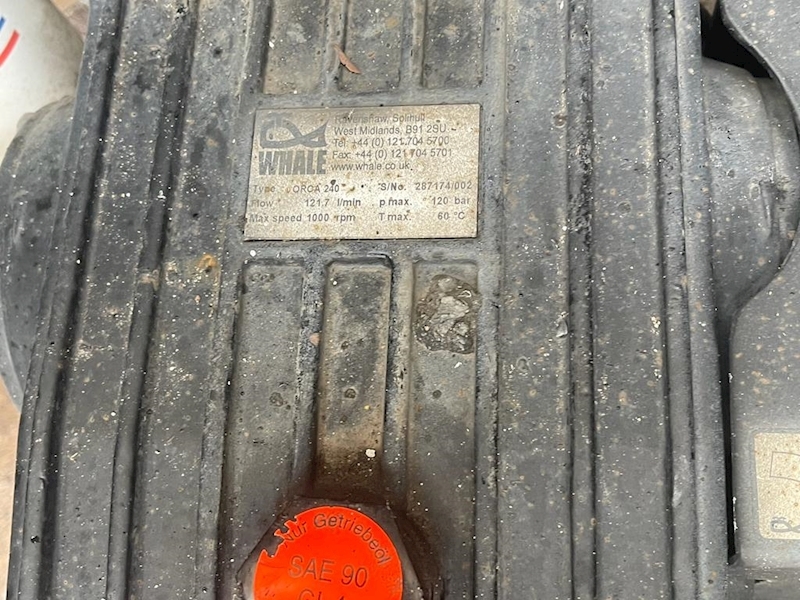 WHALE
Ravenshaw, Solihull
West Midlands, B91 2SU
Tel: +44 (0) 121 704 5700
Fax: +44 (0) 121 704 5701
www.whale.co.uk
Type ORCA 240 S/No. 287174/002
Flow 121.7 l/min p max. 120 bar
Max speed 1000 rpm T max. 60 °C
Nur Getriebeöl
SAE 90